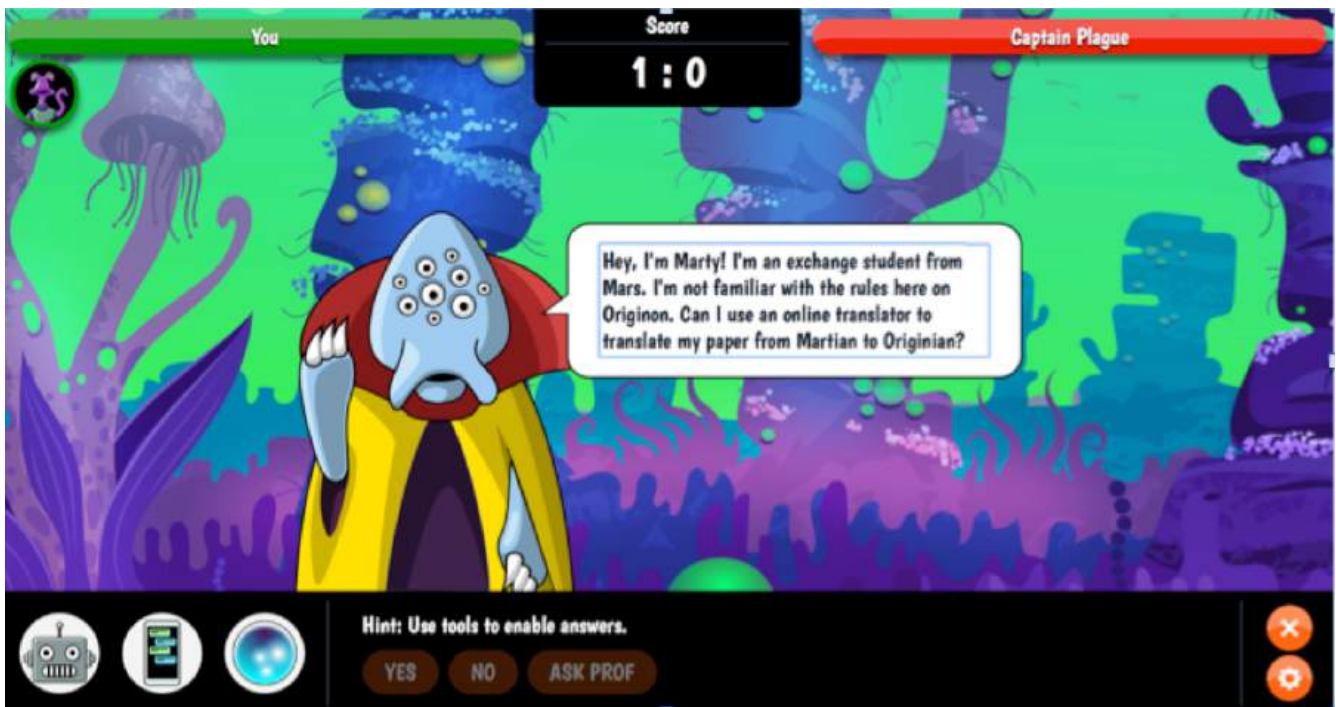 You
Score
1 : 0
Captain Plague
Hey, I'm Marty! I'm an exchange student from
Mars. I'm not familiar with the rules here on
Originon. Can I use an online translator to
translate my paper from Martian to Originian?
Hint: Use tools to enable answers.
YES NO ASK PROF